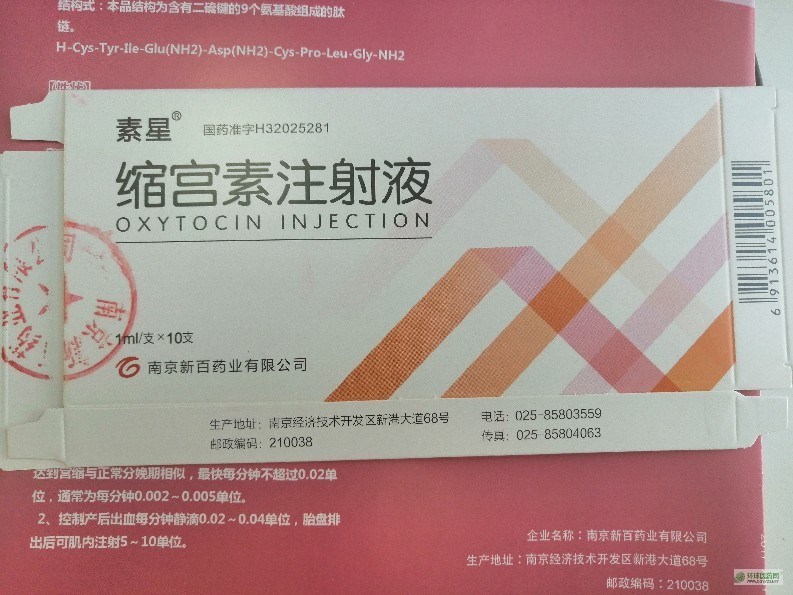 结构式：本品结构为含有二硫键的9个氨基酸组成的肽
链。
H-Cys-Tyr-Ile-Glu(NH2)-Asp(NH2)-Cys-Pro-Leu-Gly-NH2
素星®
国药准字H32025281
缩宫素注射液
OXYTOCIN INJECTION
1ml/支×10支
南京新百药业有限公司
6 913614 005801
生产地址：南京经济技术开发区新港大道68号
电话：025-85803559
邮政编码：210038
传真：025-85804063
达到宫缩与正常分娩期相似，最快每分钟不超过0.02单
位，通常为每分钟0.002～0.005单位。
2、控制产后出血每分钟静滴0.02～0.04单位，胎盘排
出后可肌内注射5～10单位。
企业名称：南京新百药业有限公司
生产地址：南京经济技术开发区新港大道68号
邮政编码：210038
环球医药网